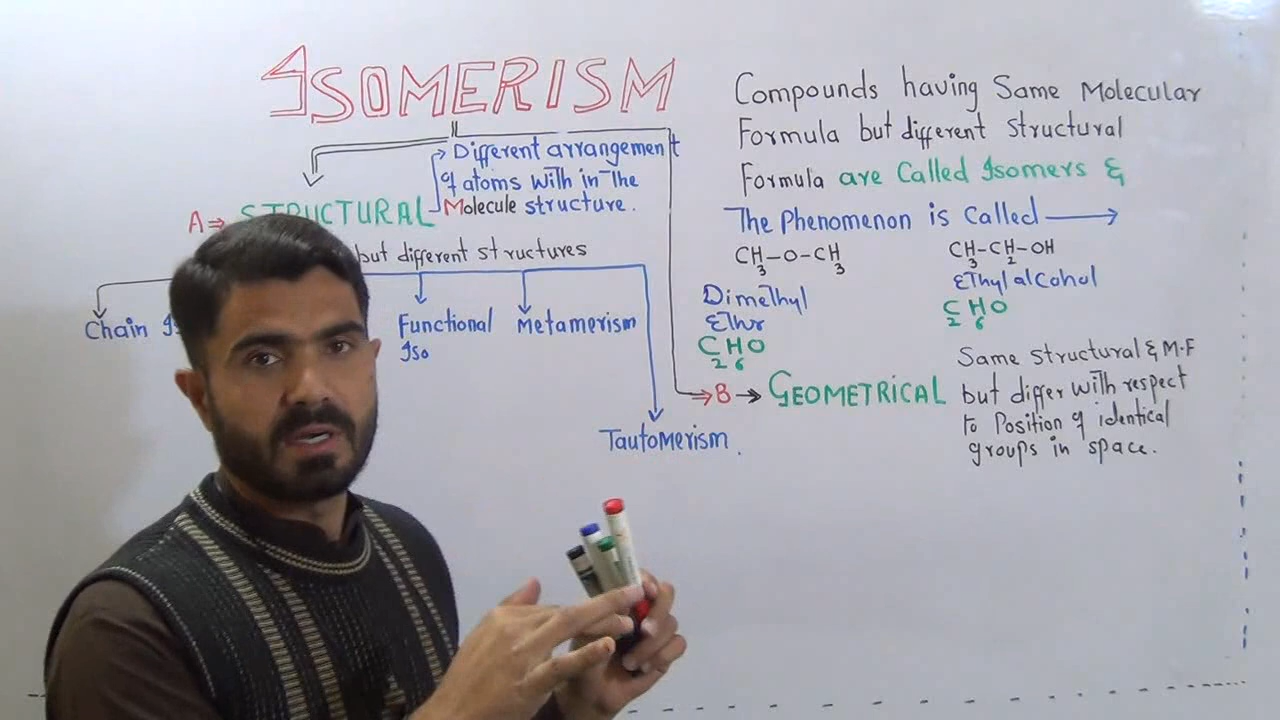 ISOMERISM
Different arrangement
of atoms with in the
A⇒ STRUCTURAL Molecule structure.
but different structures
Chain
Functional
Iso
Metamerism
Tautomerism.
Compounds having Same Molecular
Formula but different structural
Formula are Called Isomers &
The Phenomenon is Called →
CH3–O–CH3
Dimethyl
Ethr
C2H6O
CH3–CH2–OH
Ethyl alcohol
C2H6O
⇒B→ GEOMETRICAL
Same structural & M.F
but differ with respect
to Position of identical
groups in space.